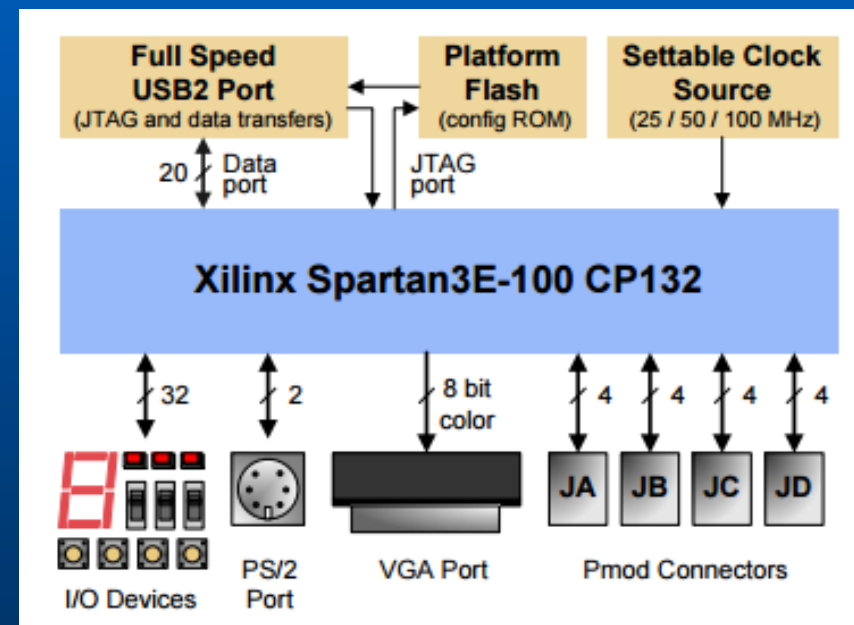 Full Speed
USB2 Port
(JTAG and data transfers)
Platform
Flash
(config ROM)
Settable Clock
Source
(25 / 50 / 100 MHz)
20
Data
port
JTAG
port
Xilinx Spartan3E-100 CP132
32
2
8 bit
color
4
4
4
4
JA
JB
JC
JD
I/O Devices
PS/2
Port
VGA Port
Pmod Connectors